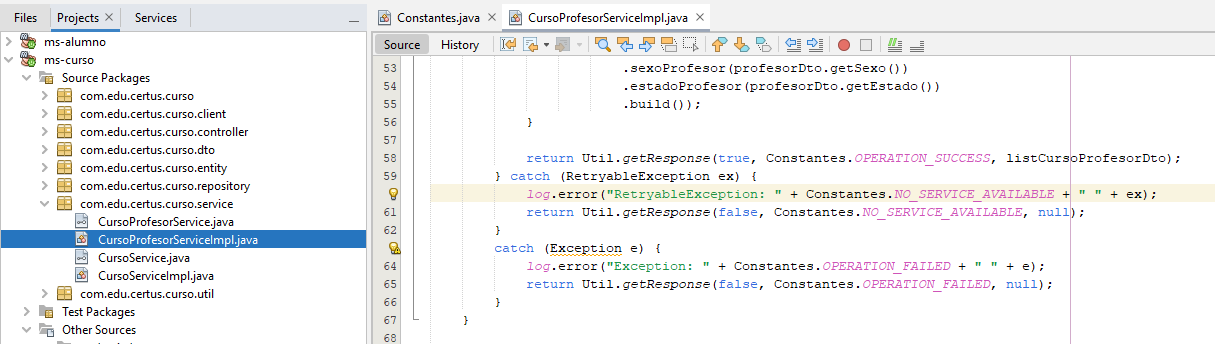 Files Projects Services
ms-alumno
ms-curso
Source Packages
com.edu.certus.curso
com.edu.certus.curso.client
com.edu.certus.curso.controller
com.edu.certus.curso.dto
com.edu.certus.curso.entity
com.edu.certus.curso.repository
com.edu.certus.curso.service
CursoProfesorService.java
CursoProfesorServiceImpl.java
CursoService.java
CursoServiceImpl.java
com.edu.certus.curso.util
Test Packages
Other Sources
Constantes.java CursoProfesorServiceImpl.java
Source History
53 .sexoProfesor(profesorDto.getSexo())
54 .estadoProfesor(profesorDto.getEstado())
55 .build());
56 }
57
58 return Util.getResponse(true, Constantes.OPERATION_SUCCESS, listCursoProfesorDto);
59 } catch (RetryableException ex) {
log.error("RetryableException: " + Constantes.NO_SERVICE_AVAILABLE + " " + ex);
61 return Util.getResponse(false, Constantes.NO_SERVICE_AVAILABLE, null);
62 }
catch (Exception e) {
64 log.error("Exception: " + Constantes.OPERATION_FAILED + " " + e);
65 return Util.getResponse(false, Constantes.OPERATION_FAILED, null);
66 }
67 }
68